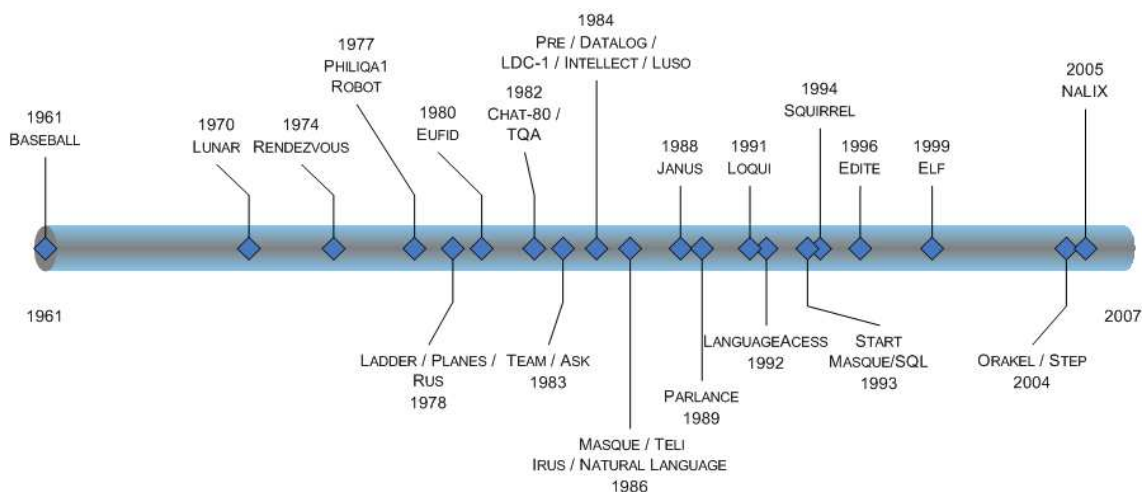 1961
BASEBALL
1970
LUNAR
1974
RENDEZVOUS
1977
PHILIQA1
ROBOT
1980
EUFID
1982
CHAT-80 /
TQA
1984
PRE / DATALOG /
LDC-1 / INTELLECT / LUSO
1988
JANUS
1991
LOQUI
1994
SQUIRREL
1996
EDITE
1999
ELF
2005
NALIX
1961
2007
LADDER / PLANES /
RUS
1978
TEAM / ASK
1983
MASQUE / TELI
IRUS / NATURAL LANGUAGE
1986
PARLANCE
1989
LANGUAGEACESS
1992
START
MASQUE/SQL
1993
ORAKEL / STEP
2004